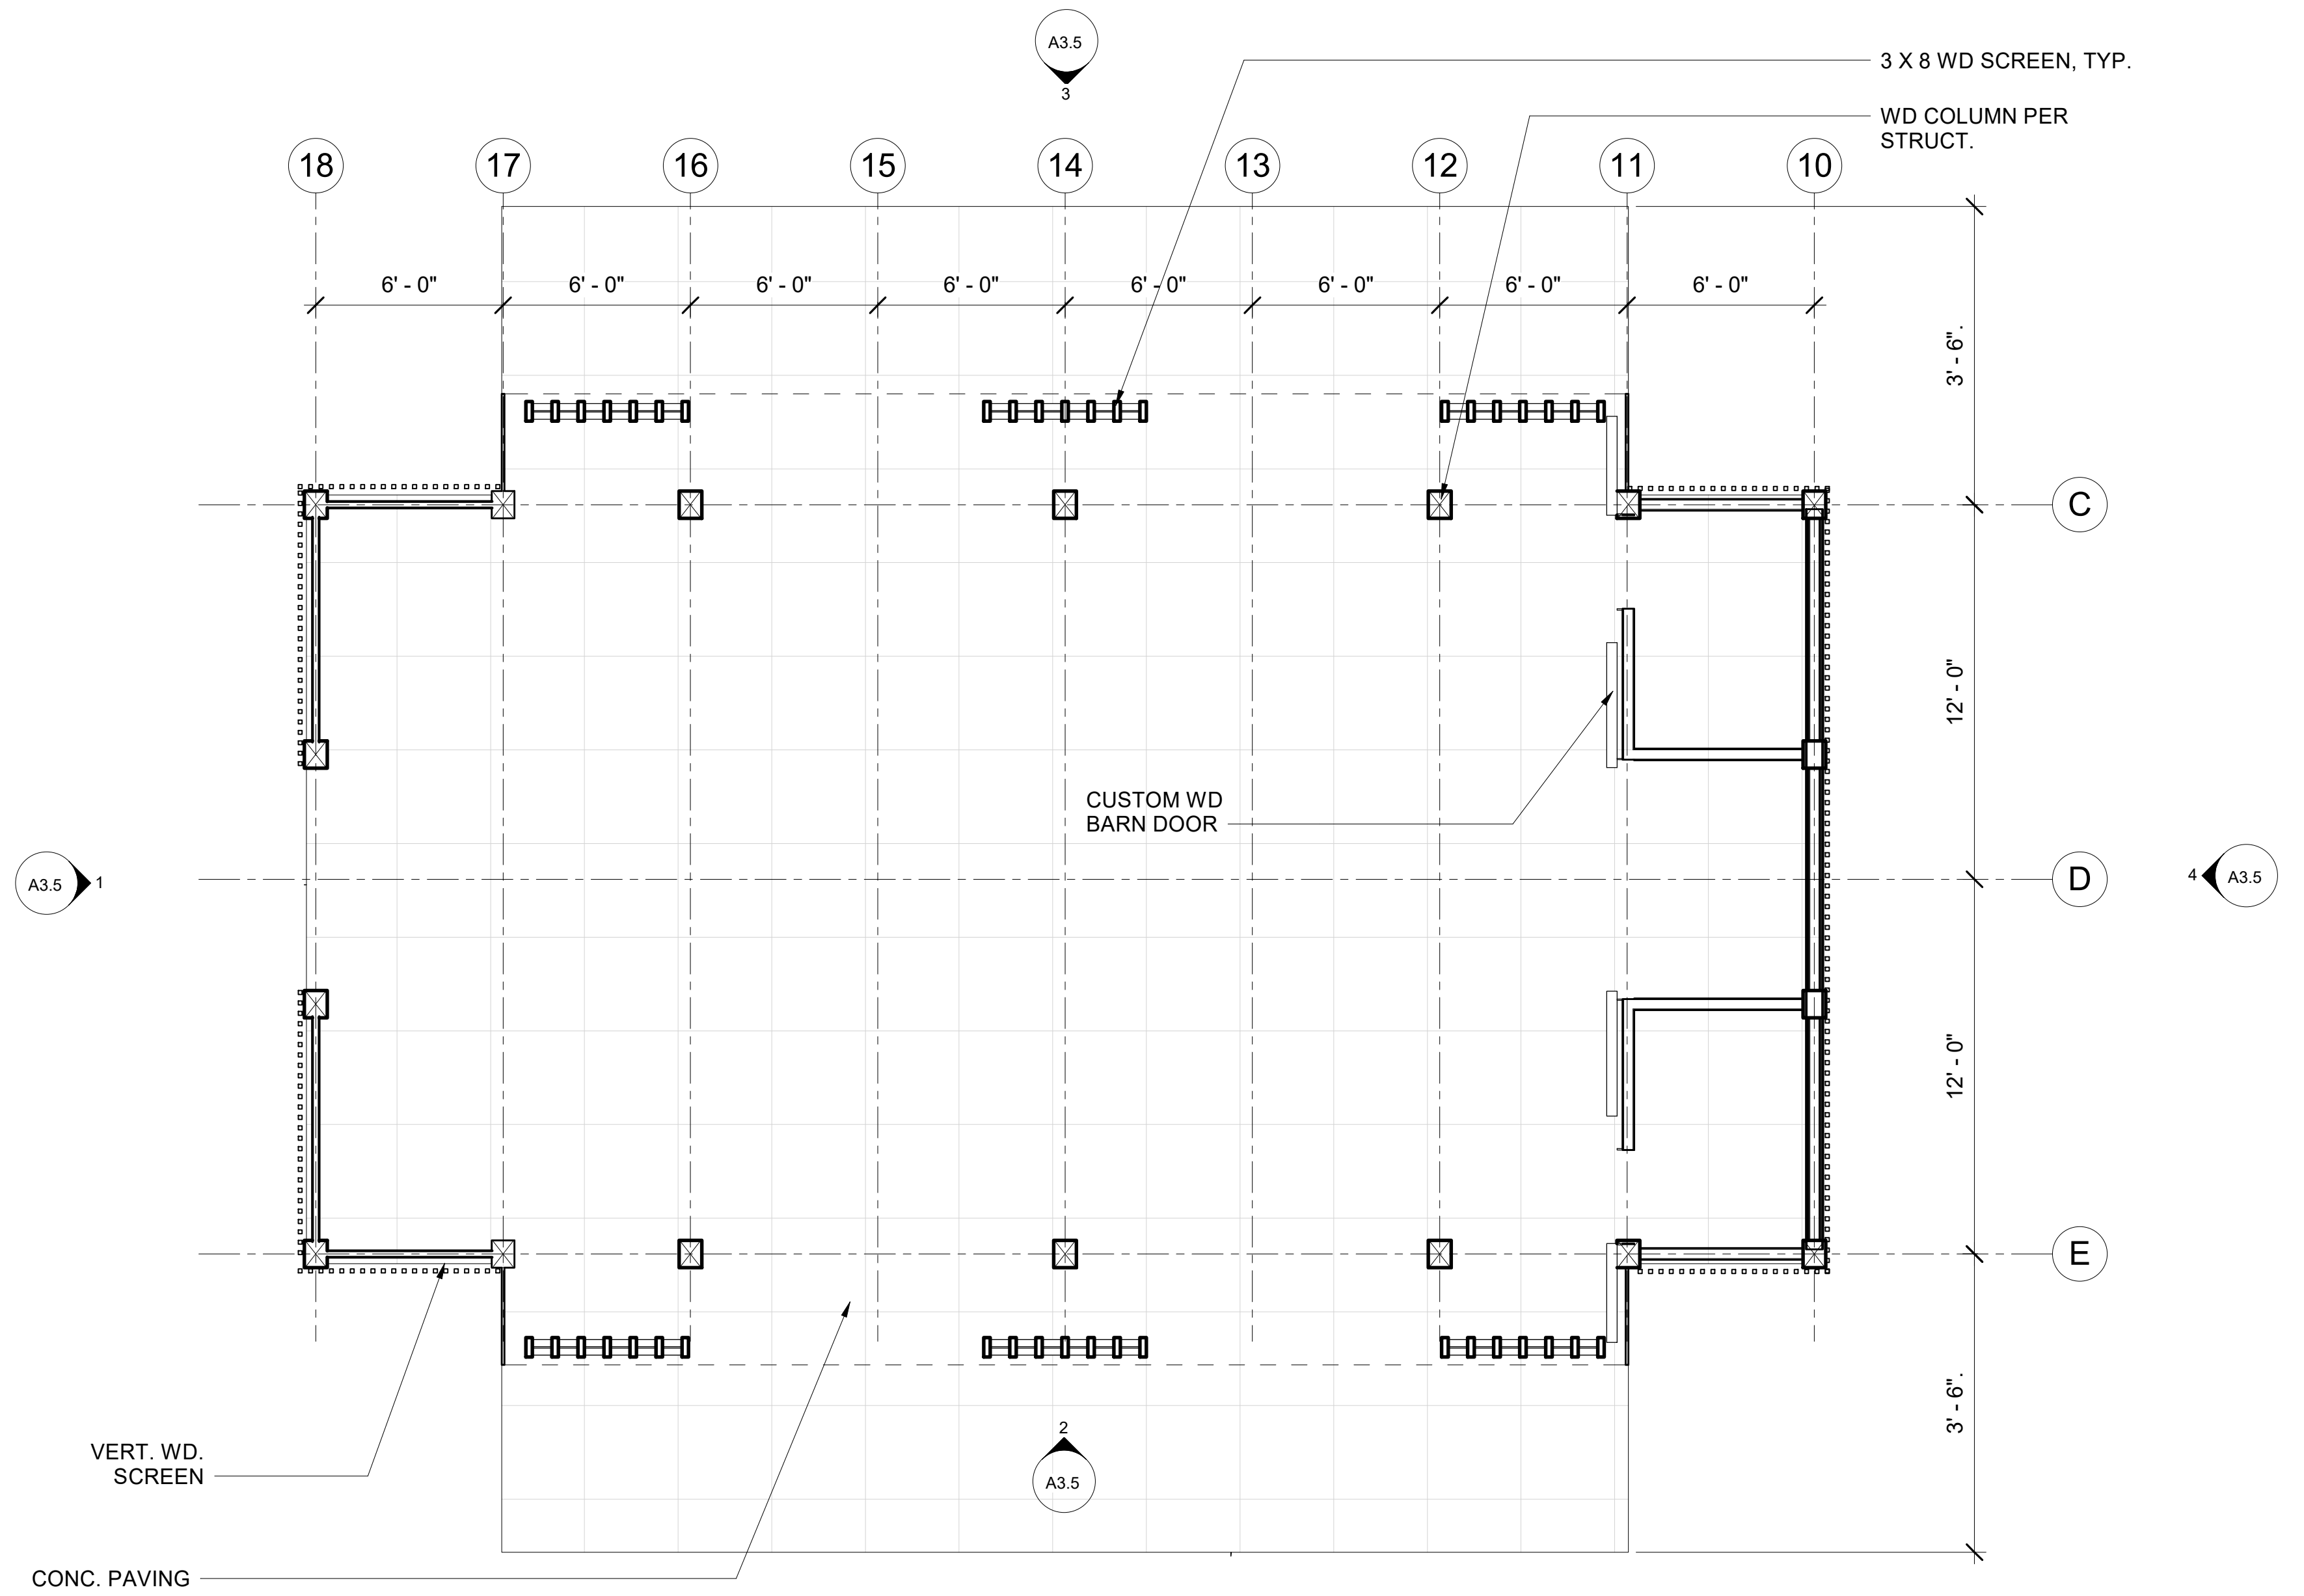 A3.5
3
3 X 8 WD SCREEN, TYP.
WD COLUMN PER
STRUCT.
18
17
16
15
14
13
12
11
10
6' - 0"
6' - 0"
6' - 0"
6' - 0"
6' - 0"
6' - 0"
6' - 0"
6' - 0"
3' - 6".
C
12' - 0"
CUSTOM WD
BARN DOOR
A3.5
1
D
4
A3.5
12' - 0"
E
3' - 6".
2
A3.5
VERT. WD.
SCREEN
CONC. PAVING